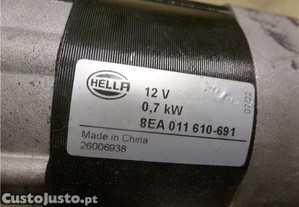 HELLA
12 V
0,7 kW
8EA 011 610-691
07/22
Made in China
26006938
CustoJusto.pt